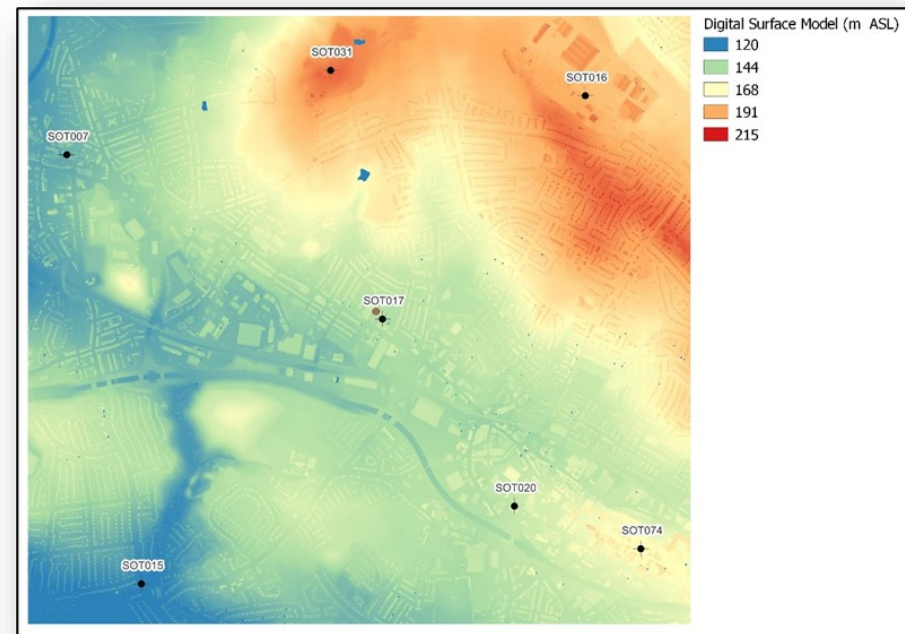 Digital Surface Model (m ASL)
120
144
168
191
215
SOT031
SOT016
SOT007
SOT017
SOT020
SOT074
SOT015